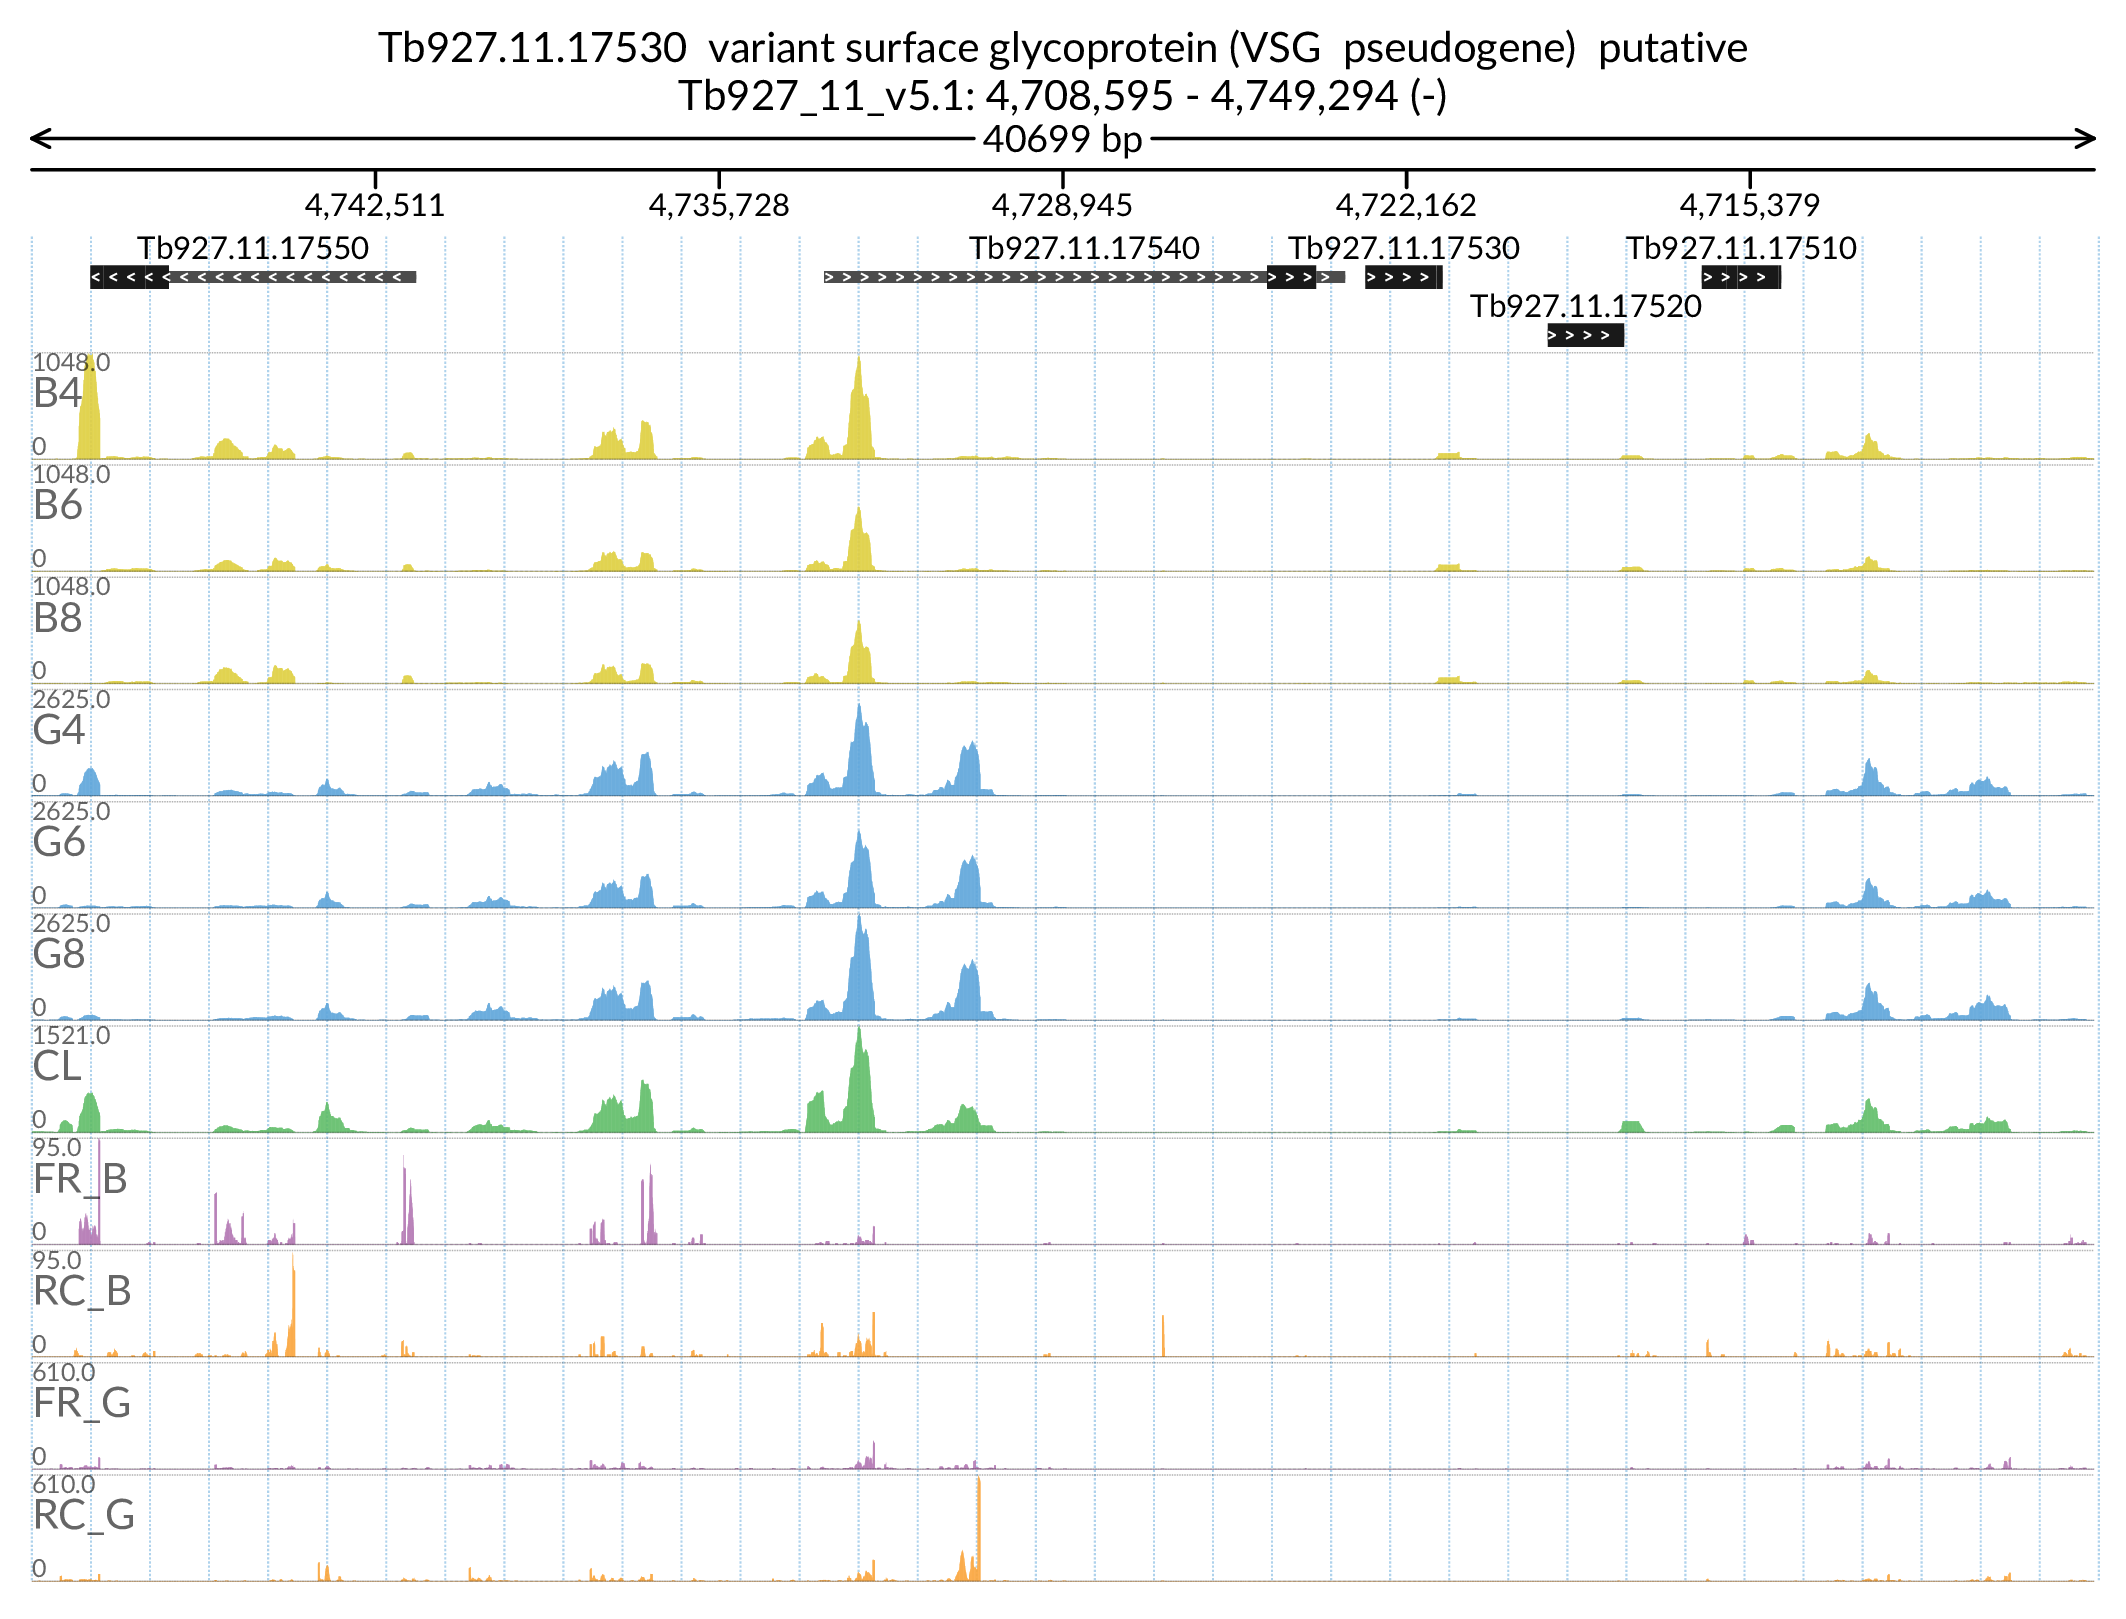 Tb927.11.17530  variant surface glycoprotein (VSG  pseudogene)  putative
Tb927_11_v5.1: 4,708,595 - 4,749,294 (-)
40699 bp
4,742,511 4,735,728 4,728,945 4,722,162 4,715,379
Tb927.11.17550 Tb927.11.17540 Tb927.11.17530 Tb927.11.17510
Tb927.11.17520
1048.0
B4
0
1048.0
B6
0
1048.0
B8
0
2625.0
G4
0
2625.0
G6
0
2625.0
G8
0
1521.0
CL
0
95.0
FR_B
0
95.0
RC_B
0
610.0
FR_G
0
610.0
RC_G
0